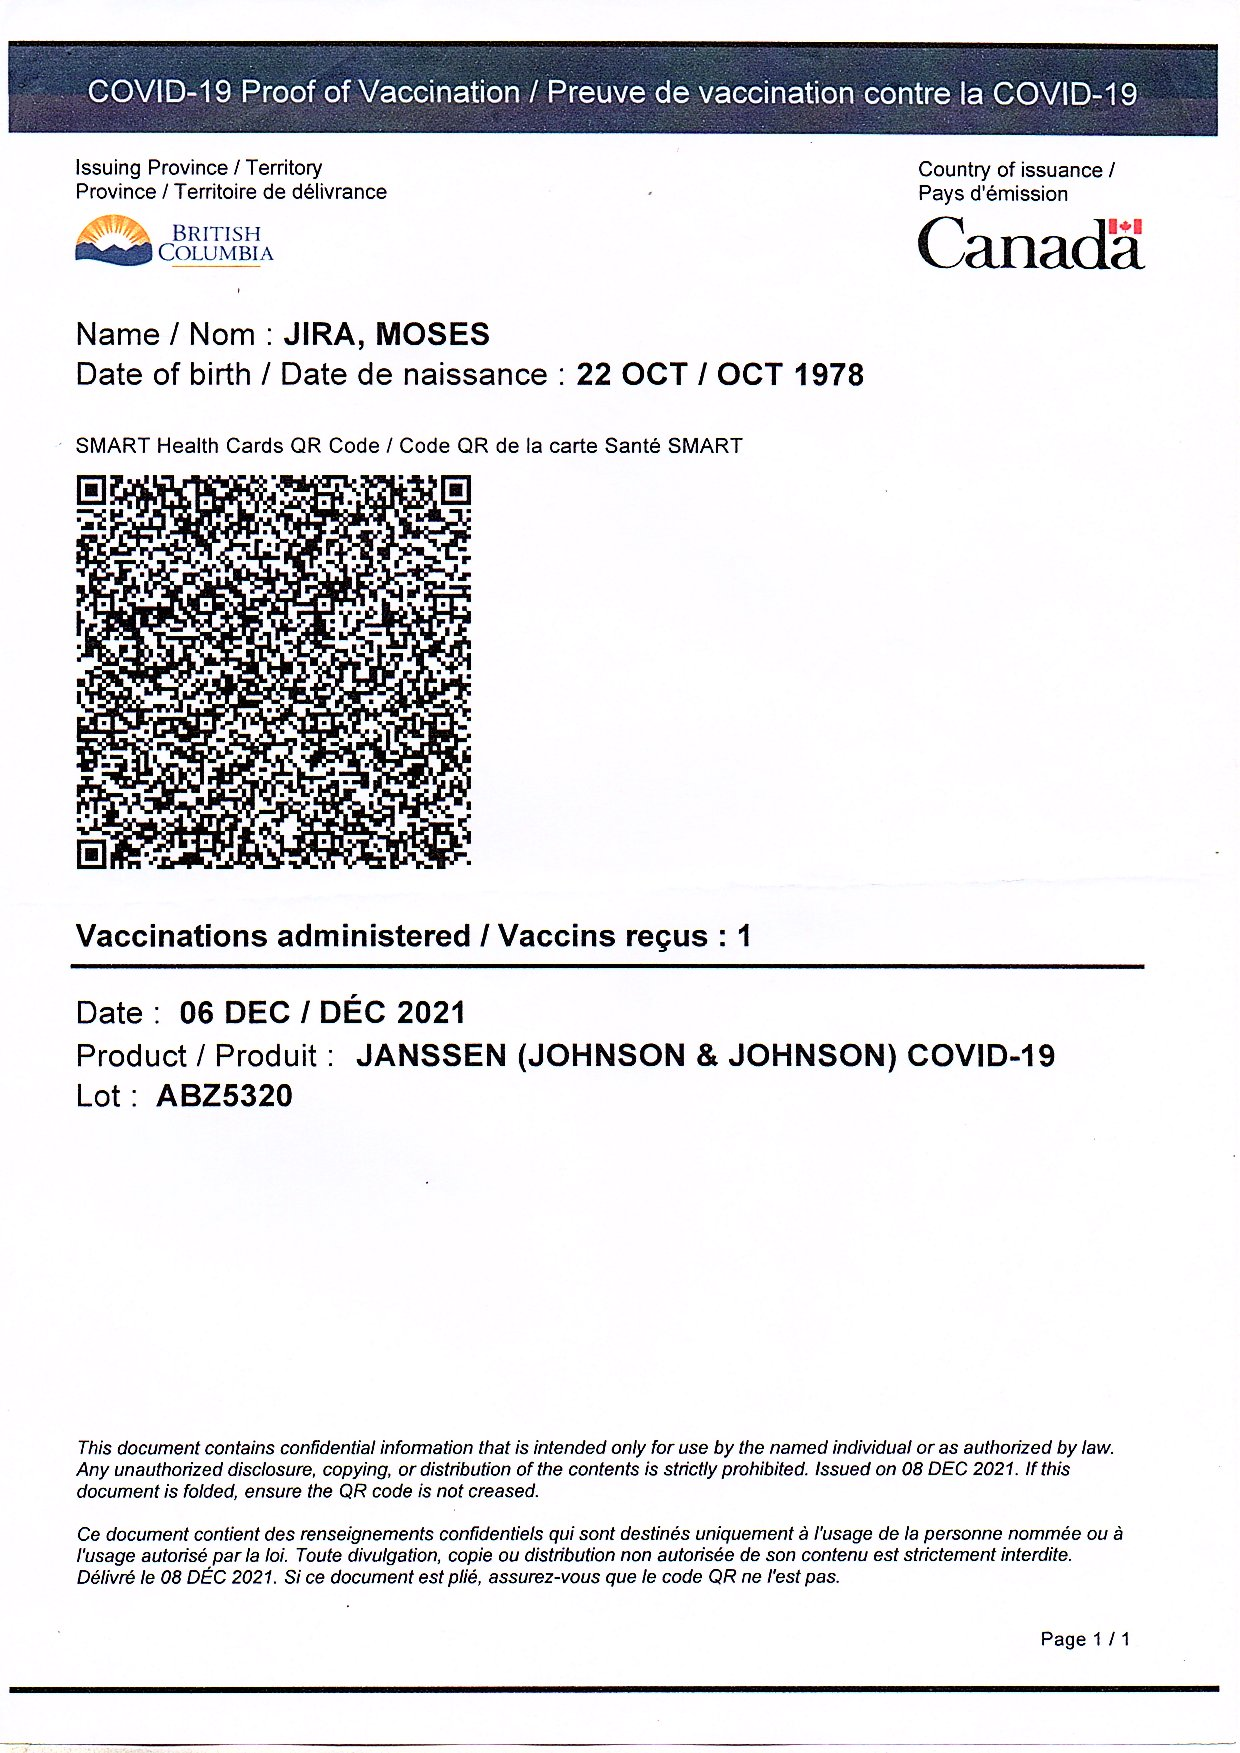 COVID-19 Proof of Vaccination / Preuve de vaccination contre la COVID-19
Issuing Province / Territory
Province / Territoire de délivrance
Country of issuance /
Pays d'émission
BRITISH
COLUMBIA
Canada
Name / Nom : JIRA, MOSES
Date of birth / Date de naissance : 22 OCT / OCT 1978
SMART Health Cards QR Code / Code QR de la carte Santé SMART
Vaccinations administered / Vaccins reçus : 1
Date : 06 DEC / DÉC 2021
Product / Produit : JANSSEN (JOHNSON & JOHNSON) COVID-19
Lot : ABZ5320
This document contains confidential information that is intended only for use by the named individual or as authorized by law.
Any unauthorized disclosure, copying, or distribution of the contents is strictly prohibited. Issued on 08 DEC 2021. If this
document is folded, ensure the QR code is not creased.
Ce document contient des renseignements confidentiels qui sont destinés uniquement à l'usage de la personne nommée ou à
l'usage autorisé par la loi. Toute divulgation, copie ou distribution non autorisée de son contenu est strictement interdite.
Délivré le 08 DÉC 2021. Si ce document est plié, assurez-vous que le code QR ne l'est pas.
Page 1 / 1